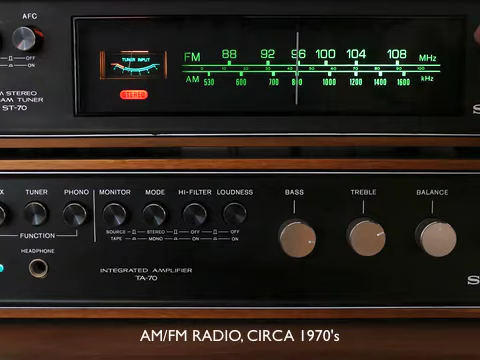 AFC
OFF
ON
TUNER INPUT
STEREO
FM 88 92 96 100 104 108 MHz
AM 530 600 700 800 1000 1200 1400 1600 kHz
STEREO
AM TUNER
ST-70
TUNER PHONO MONITOR MODE HI-FILTER LOUDNESS BASS TREBLE BALANCE
SOURCE STEREO OFF OFF
TAPE MONO ON ON
FUNCTION
HEADPHONE
INTEGRATED AMPLIFIER
TA-70
AM/FM RADIO, CIRCA 1970's